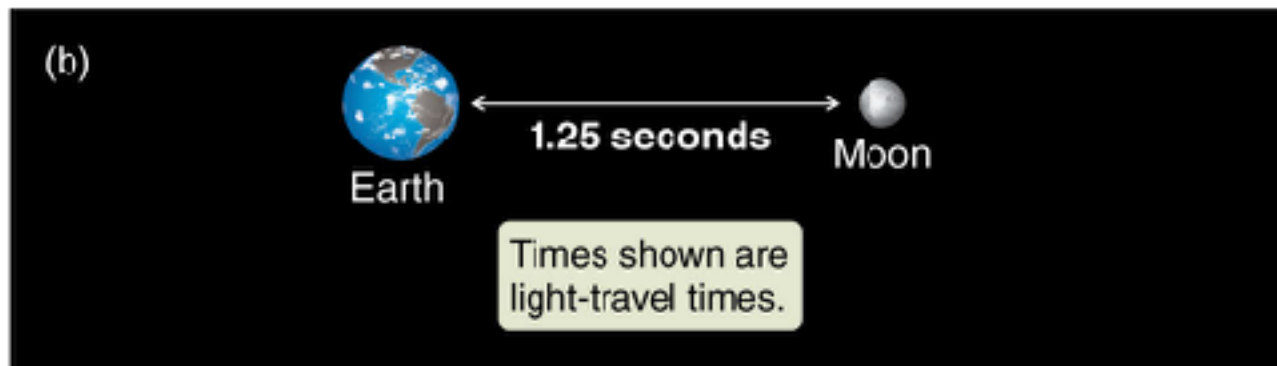 (b)
1.25 seconds
Earth
Moon
Times shown are
light-travel times.